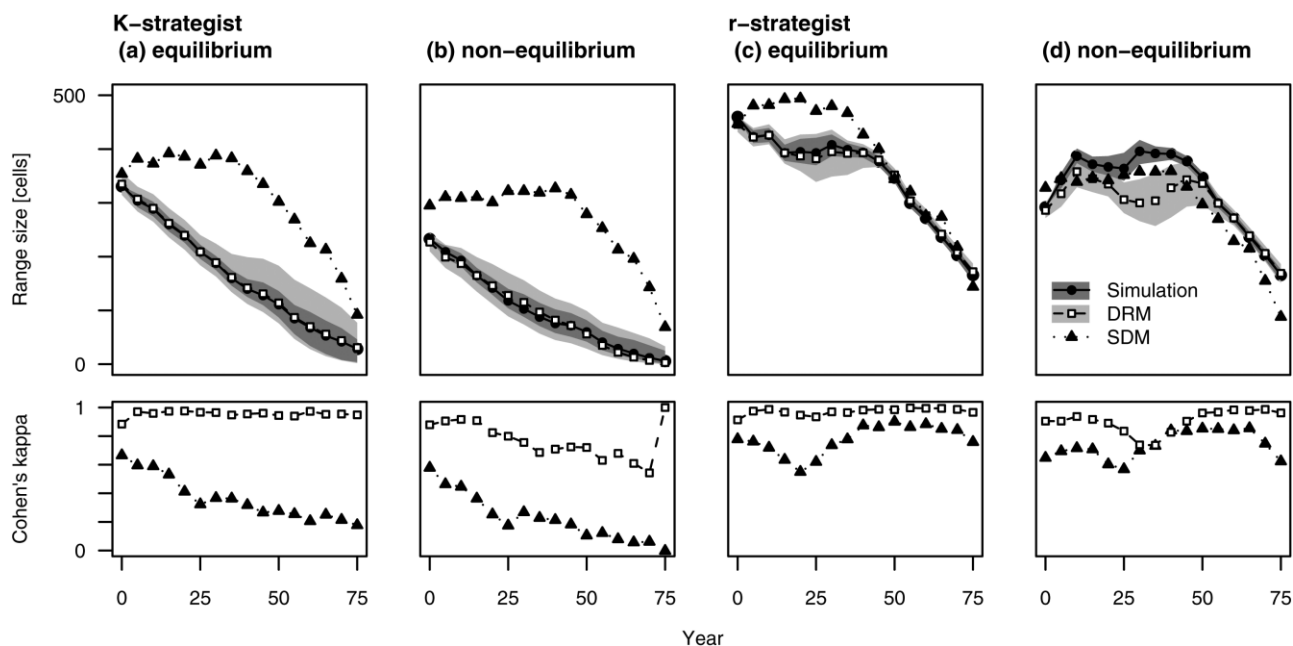 K−strategist
r−strategist
(a) equilibrium
(b) non−equilibrium
(c) equilibrium
(d) non−equilibrium
Range size [cells]
500
0
Simulation
DRM
SDM
Cohen's kappa
1
0
0 25 50 75
0 25 50 75
0 25 50 75
0 25 50 75
Year